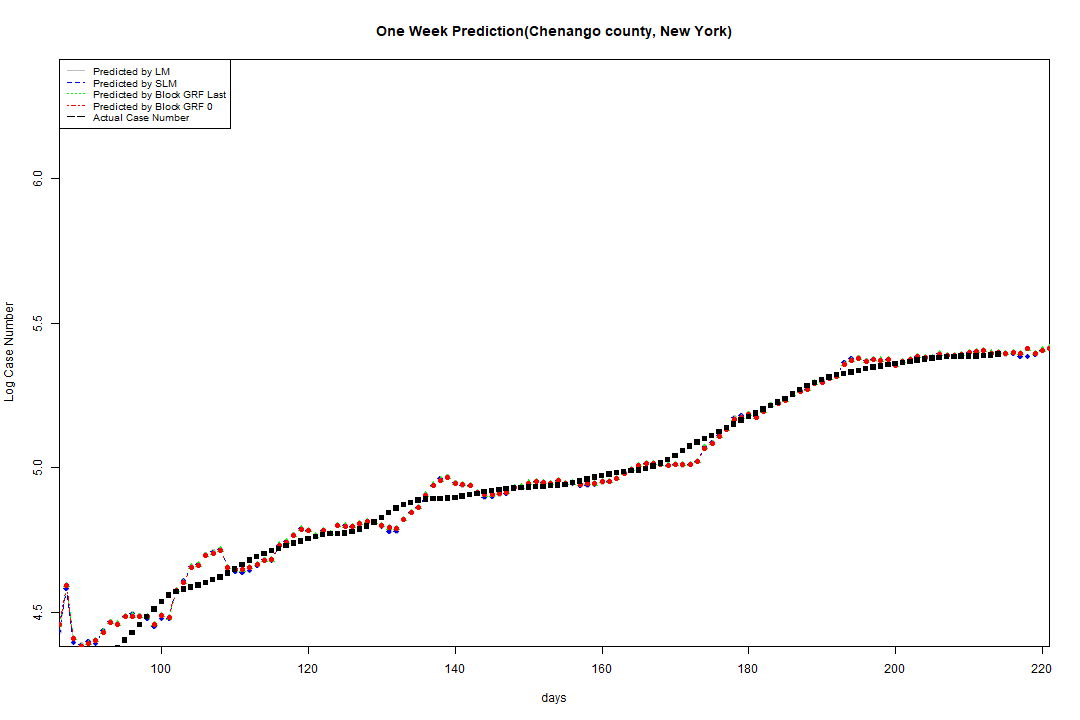 One Week Prediction(Chenango county, New York)
Predicted by LM
Predicted by SLM
Predicted by Block GRF Last
Predicted by Block GRF 0
Actual Case Number
6.0
5.5
5.0
4.5
Log Case Number
100 120 140 160 180 200 220
days